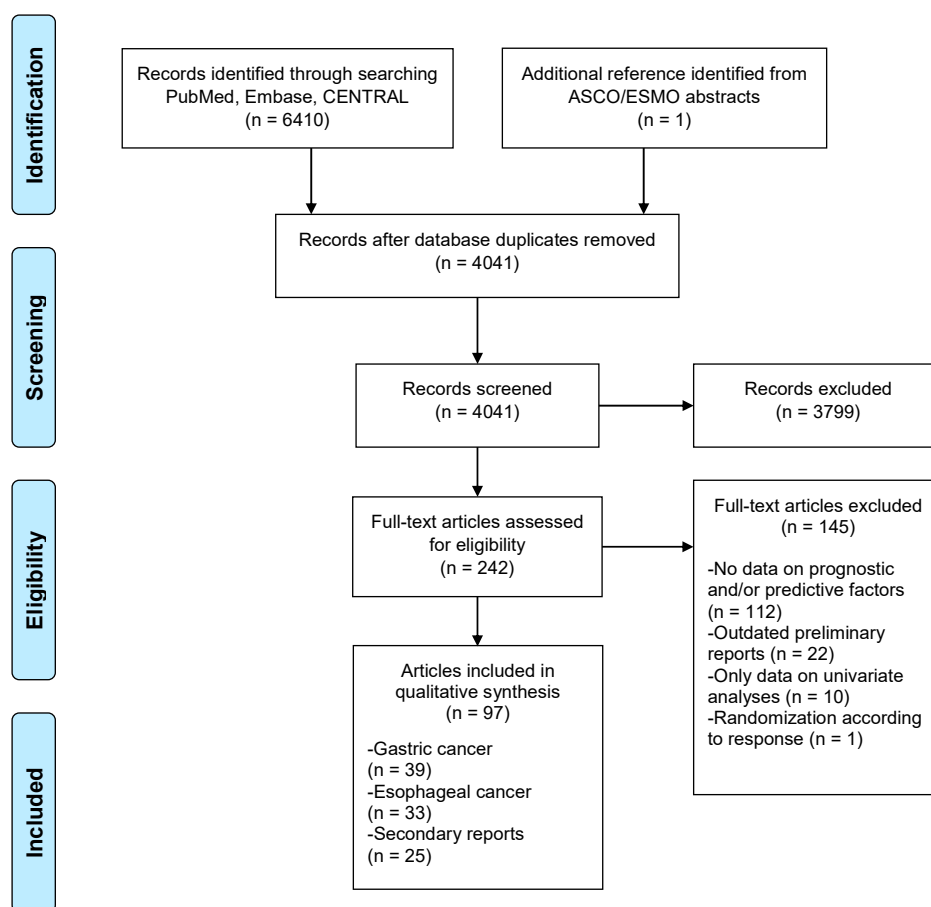 Identification
Records identified through searching
PubMed, Embase, CENTRAL
(n = 6410)
Additional reference identified from
ASCO/ESMO abstracts
(n = 1)
Records after database duplicates removed
(n = 4041)
Screening
Records screened
(n = 4041)
Records excluded
(n = 3799)
Eligibility
Full-text articles assessed
for eligibility
(n = 242)
Full-text articles excluded
(n = 145)
-No data on prognostic
and/or predictive factors
(n = 112)
-Outdated preliminary
reports (n = 22)
-Only data on univariate
analyses (n = 10)
-Randomization according
to response (n = 1)
Included
Articles included in
qualitative synthesis
(n = 97)
-Gastric cancer
(n = 39)
-Esophageal cancer
(n = 33)
-Secondary reports
(n = 25)